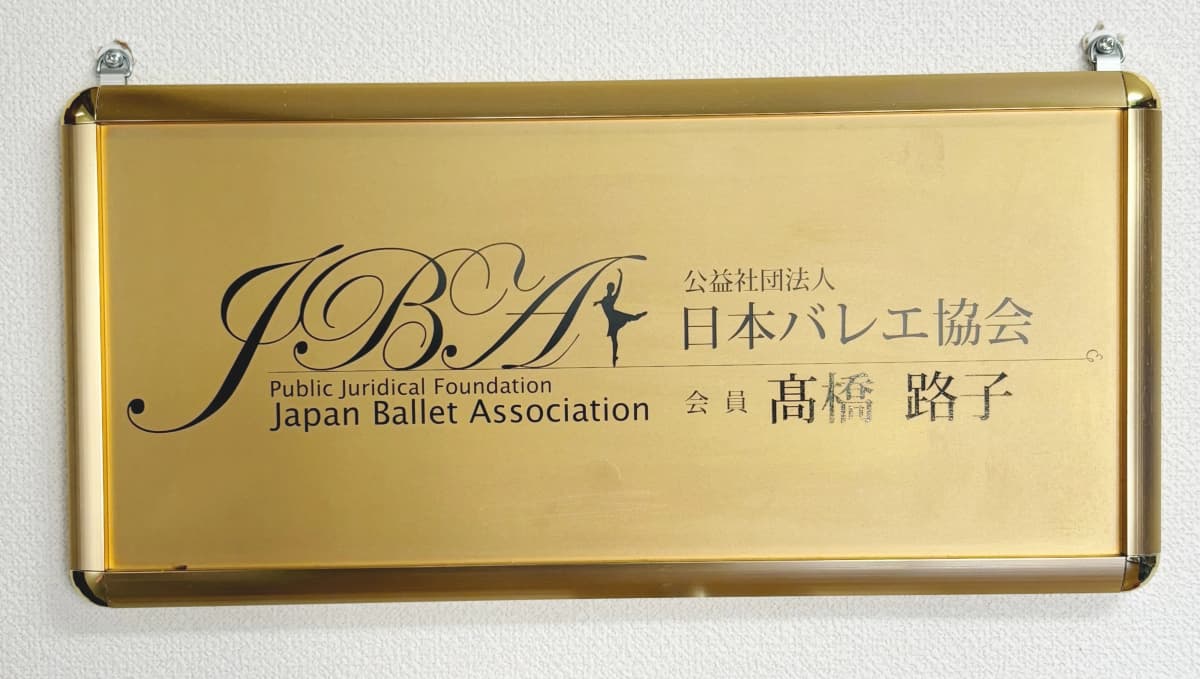 JBA
Public Juridical Foundation
Japan Ballet Association
公益社団法人
日本バレエ協会
会員 髙橋 路子